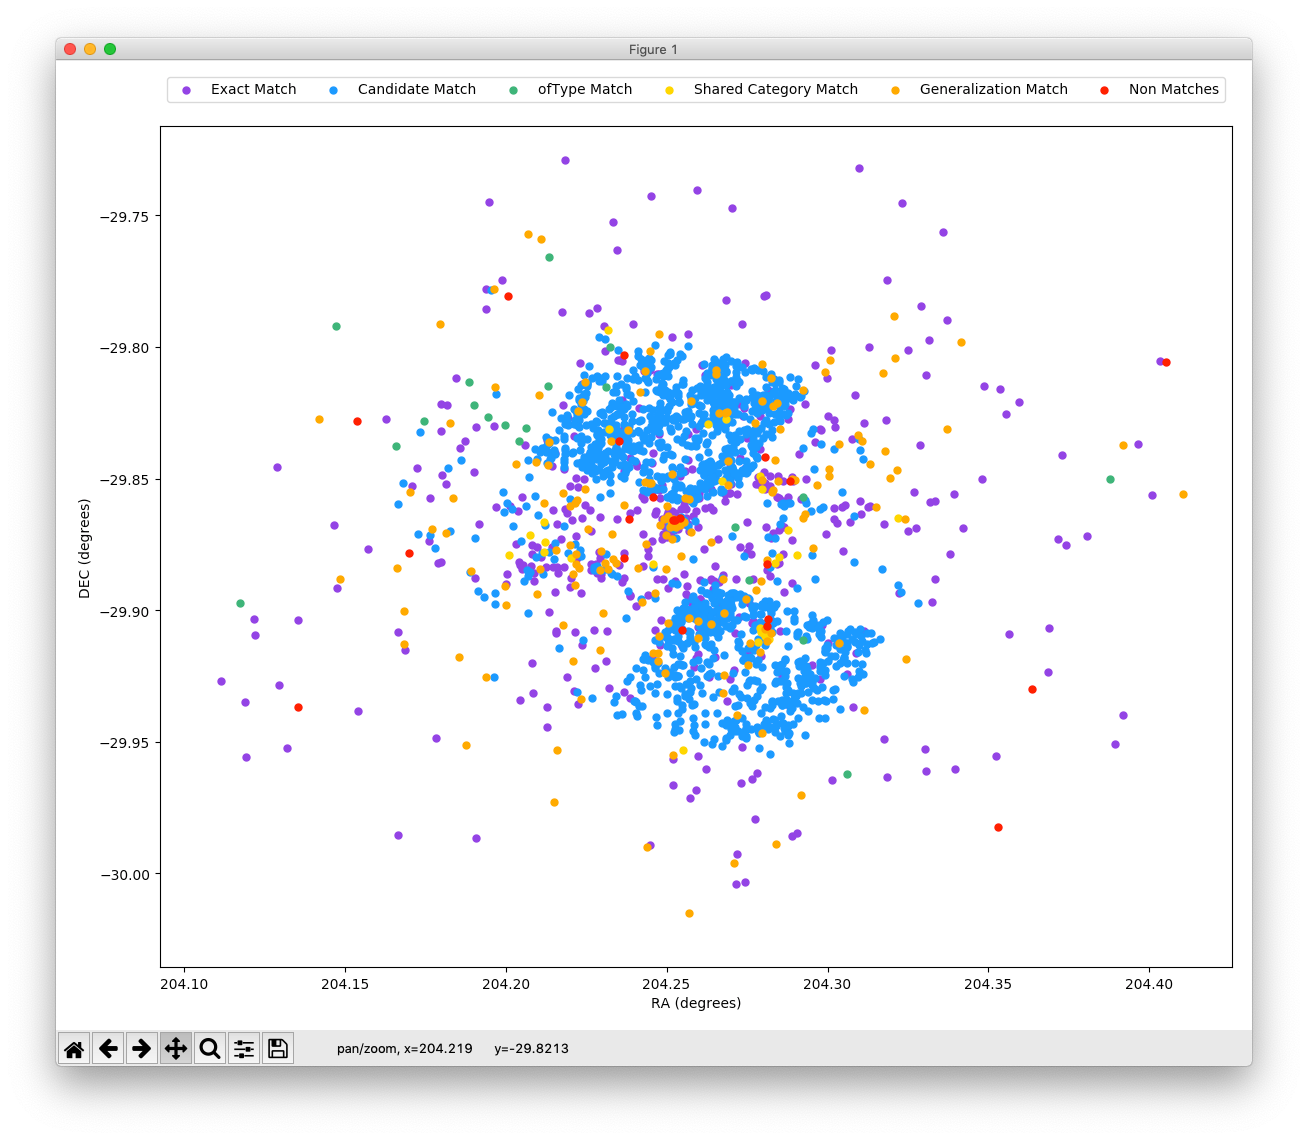 Figure 1
Exact Match Candidate Match ofType Match Shared Category Match Generalization Match Non Matches
DEC (degrees)
−29.75
−29.80
−29.85
−29.90
−29.95
−30.00
204.10 204.15 204.20 204.25 204.30 204.35 204.40
RA (degrees)
pan/zoom, x=204.219 y=-29.8213